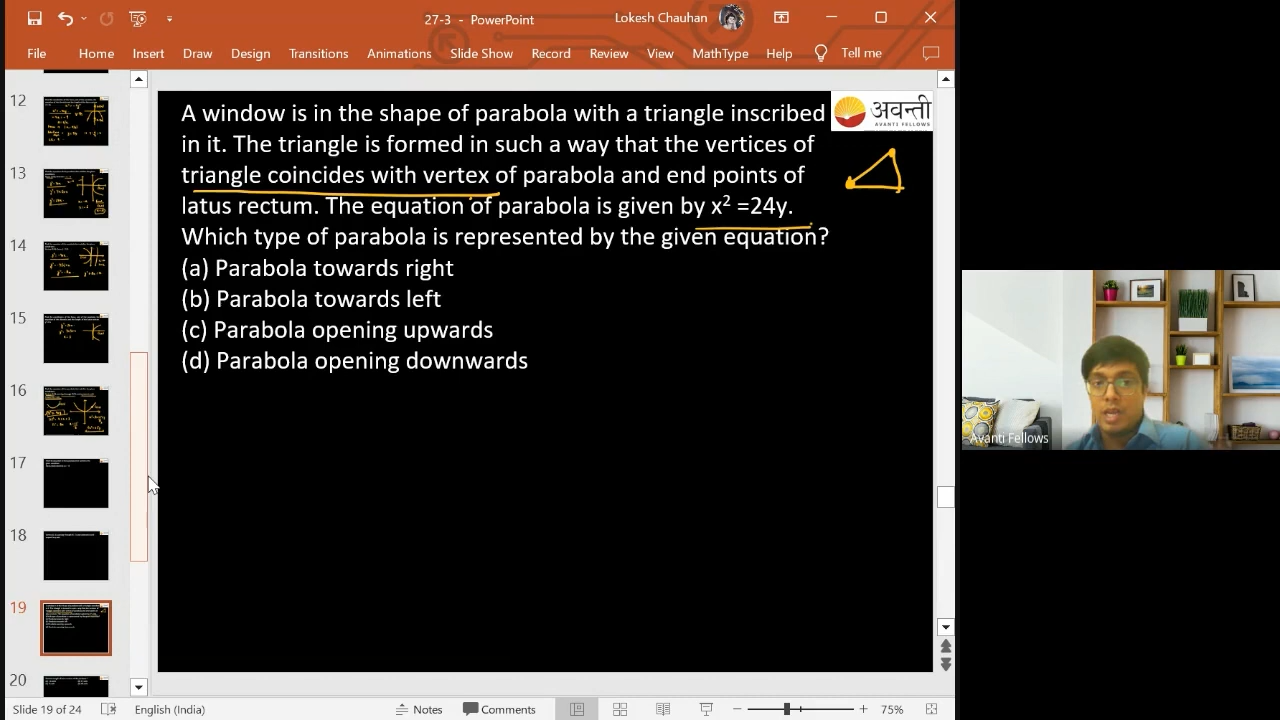 27-3 - PowerPoint
Lokesh Chauhan
File Home Insert Draw Design Transitions Animations Slide Show Record Review View MathType Help Tell me
12
13
14
15
16
17
18
19
20
A window is in the shape of parabola with a triangle inscribed
in it. The triangle is formed in such a way that the vertices of
triangle coincides with vertex of parabola and end points of
latus rectum. The equation of parabola is given by x² =24y.
Which type of parabola is represented by the given equation?
(a) Parabola towards right
(b) Parabola towards left
(c) Parabola opening upwards
(d) Parabola opening downwards
अवन्ती
AVANTI FELLOWS
Avanti Fellows
Slide 19 of 24 English (India) Notes Comments 75%